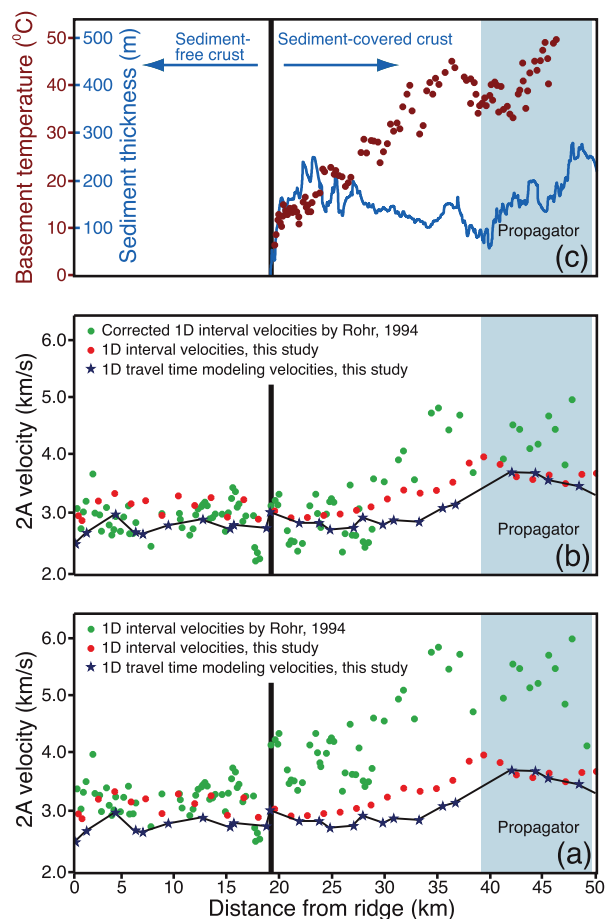 Basement temperature (⁰C)
Sediment thickness (m)
50
40
30
20
10
0
500
400
300
200
100
Sediment-
free crust
Sediment-covered crust
Propagator
(c)
2A velocity (km/s)
6.0
5.0
4.0
3.0
2.0
Corrected 1D interval velocities by Rohr, 1994
1D interval velocities, this study
1D travel time modeling velocities, this study
Propagator
(b)
2A velocity (km/s)
6.0
5.0
4.0
3.0
2.0
1D interval velocities by Rohr, 1994
1D interval velocities, this study
1D travel time modeling velocities, this study
Propagator
(a)
0 5 10 15 20 25 30 35 40 45 50
Distance from ridge (km)